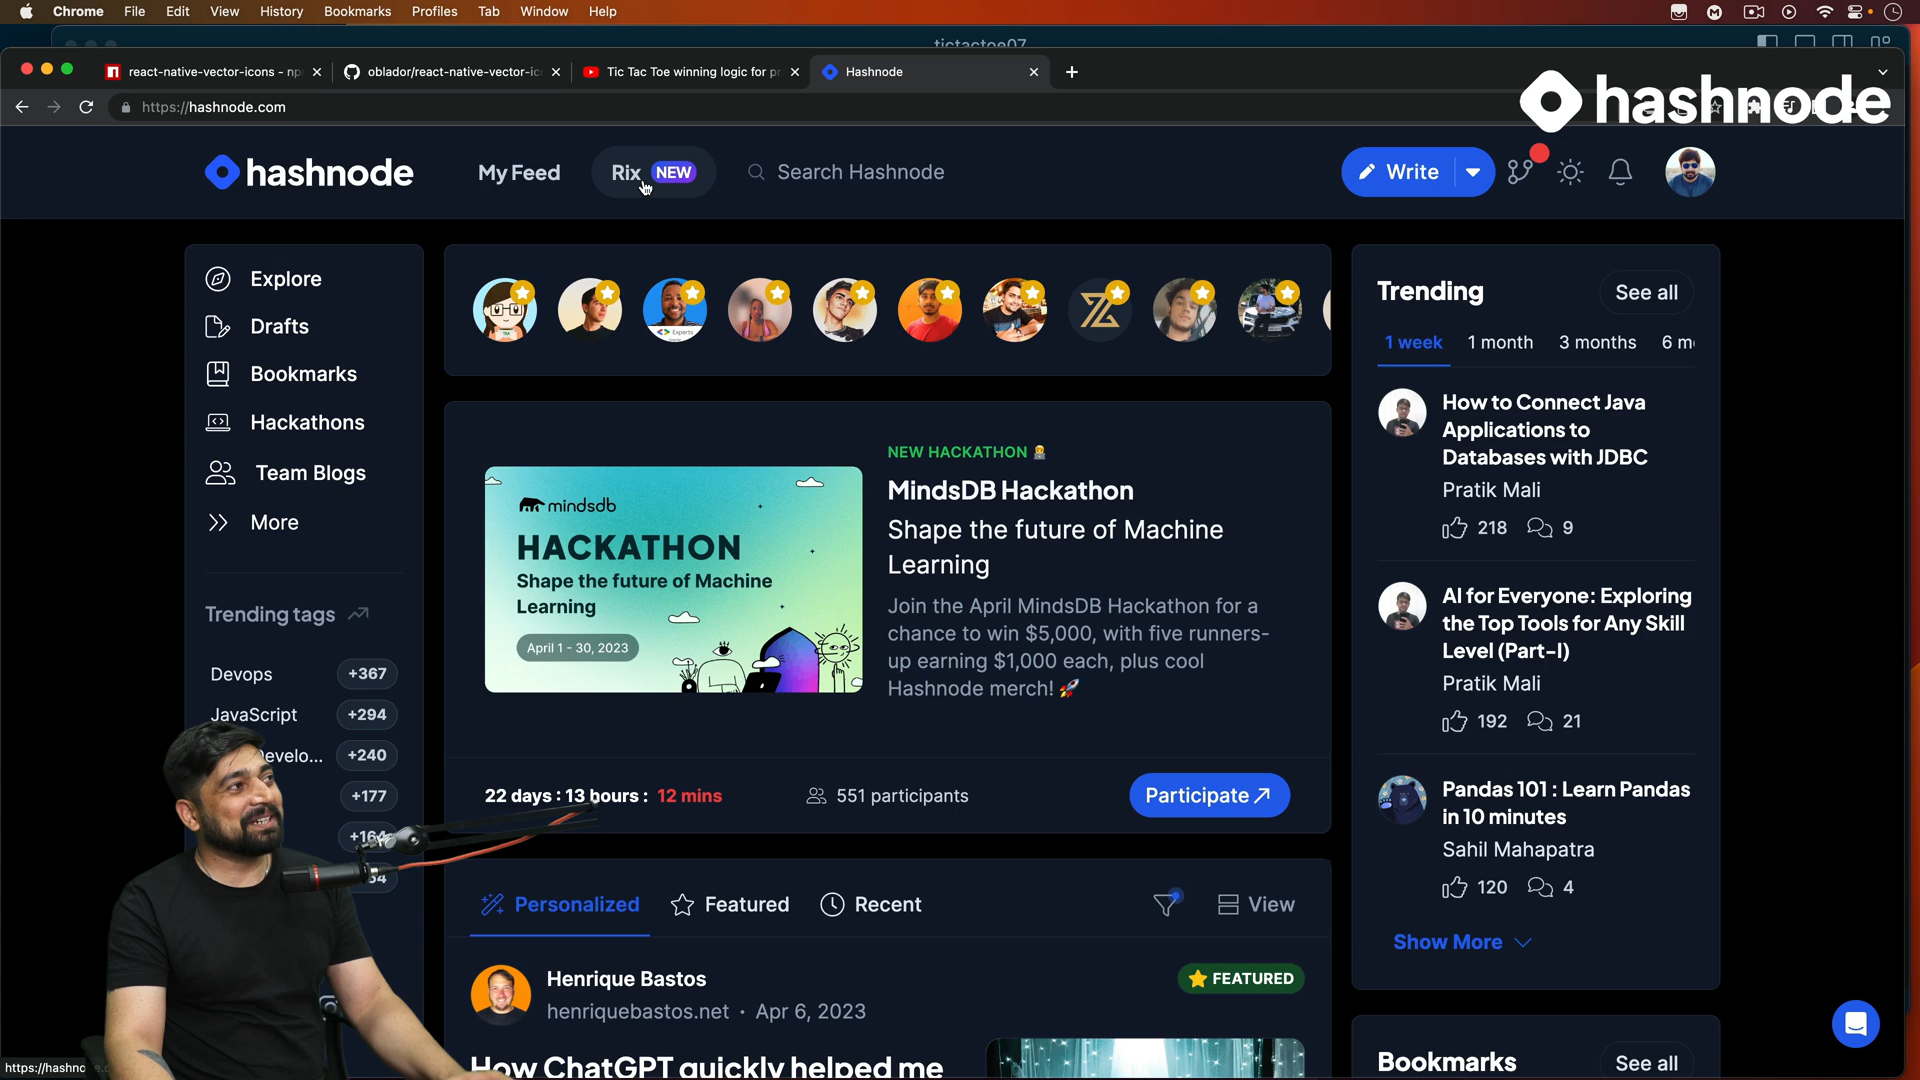 Chrome File Edit View History Bookmarks Profiles Tab Window Help
tictactoe07
react-native-vector-icons - np
oblador/react-native-vector-ic
Tic Tac Toe winning logic for pr
Hashnode
https://hashnode.com
hashnode
hashnode
My Feed
Rix NEW
Search Hashnode
Write
Explore
Drafts
Bookmarks
Hackathons
Team Blogs
More
Trending tags
Devops +367
JavaScript +294
evelo... +240
+177
+164
NEW HACKATHON
MindsDB Hackathon
Shape the future of Machine
Learning
Join the April MindsDB Hackathon for a
chance to win $5,000, with five runners-
up earning $1,000 each, plus cool
Hashnode merch! 🚀
mindsdb
HACKATHON
Shape the future of Machine
Learning
April 1 - 30, 2023
Experts
22 days : 13 hours : 12 mins
551 participants
Participate
Personalized
Featured
Recent
View
Henrique Bastos
henriquebastos.net · Apr 6, 2023
FEATURED
How ChatGPT quickly helped me
Trending
See all
1 week 1 month 3 months 6 m
How to Connect Java
Applications to
Databases with JDBC
Pratik Mali
218 9
AI for Everyone: Exploring
the Top Tools for Any Skill
Level (Part-I)
Pratik Mali
192 21
Pandas 101 : Learn Pandas
in 10 minutes
Sahil Mahapatra
120 4
Show More
Bookmarks
See all
https://hashno